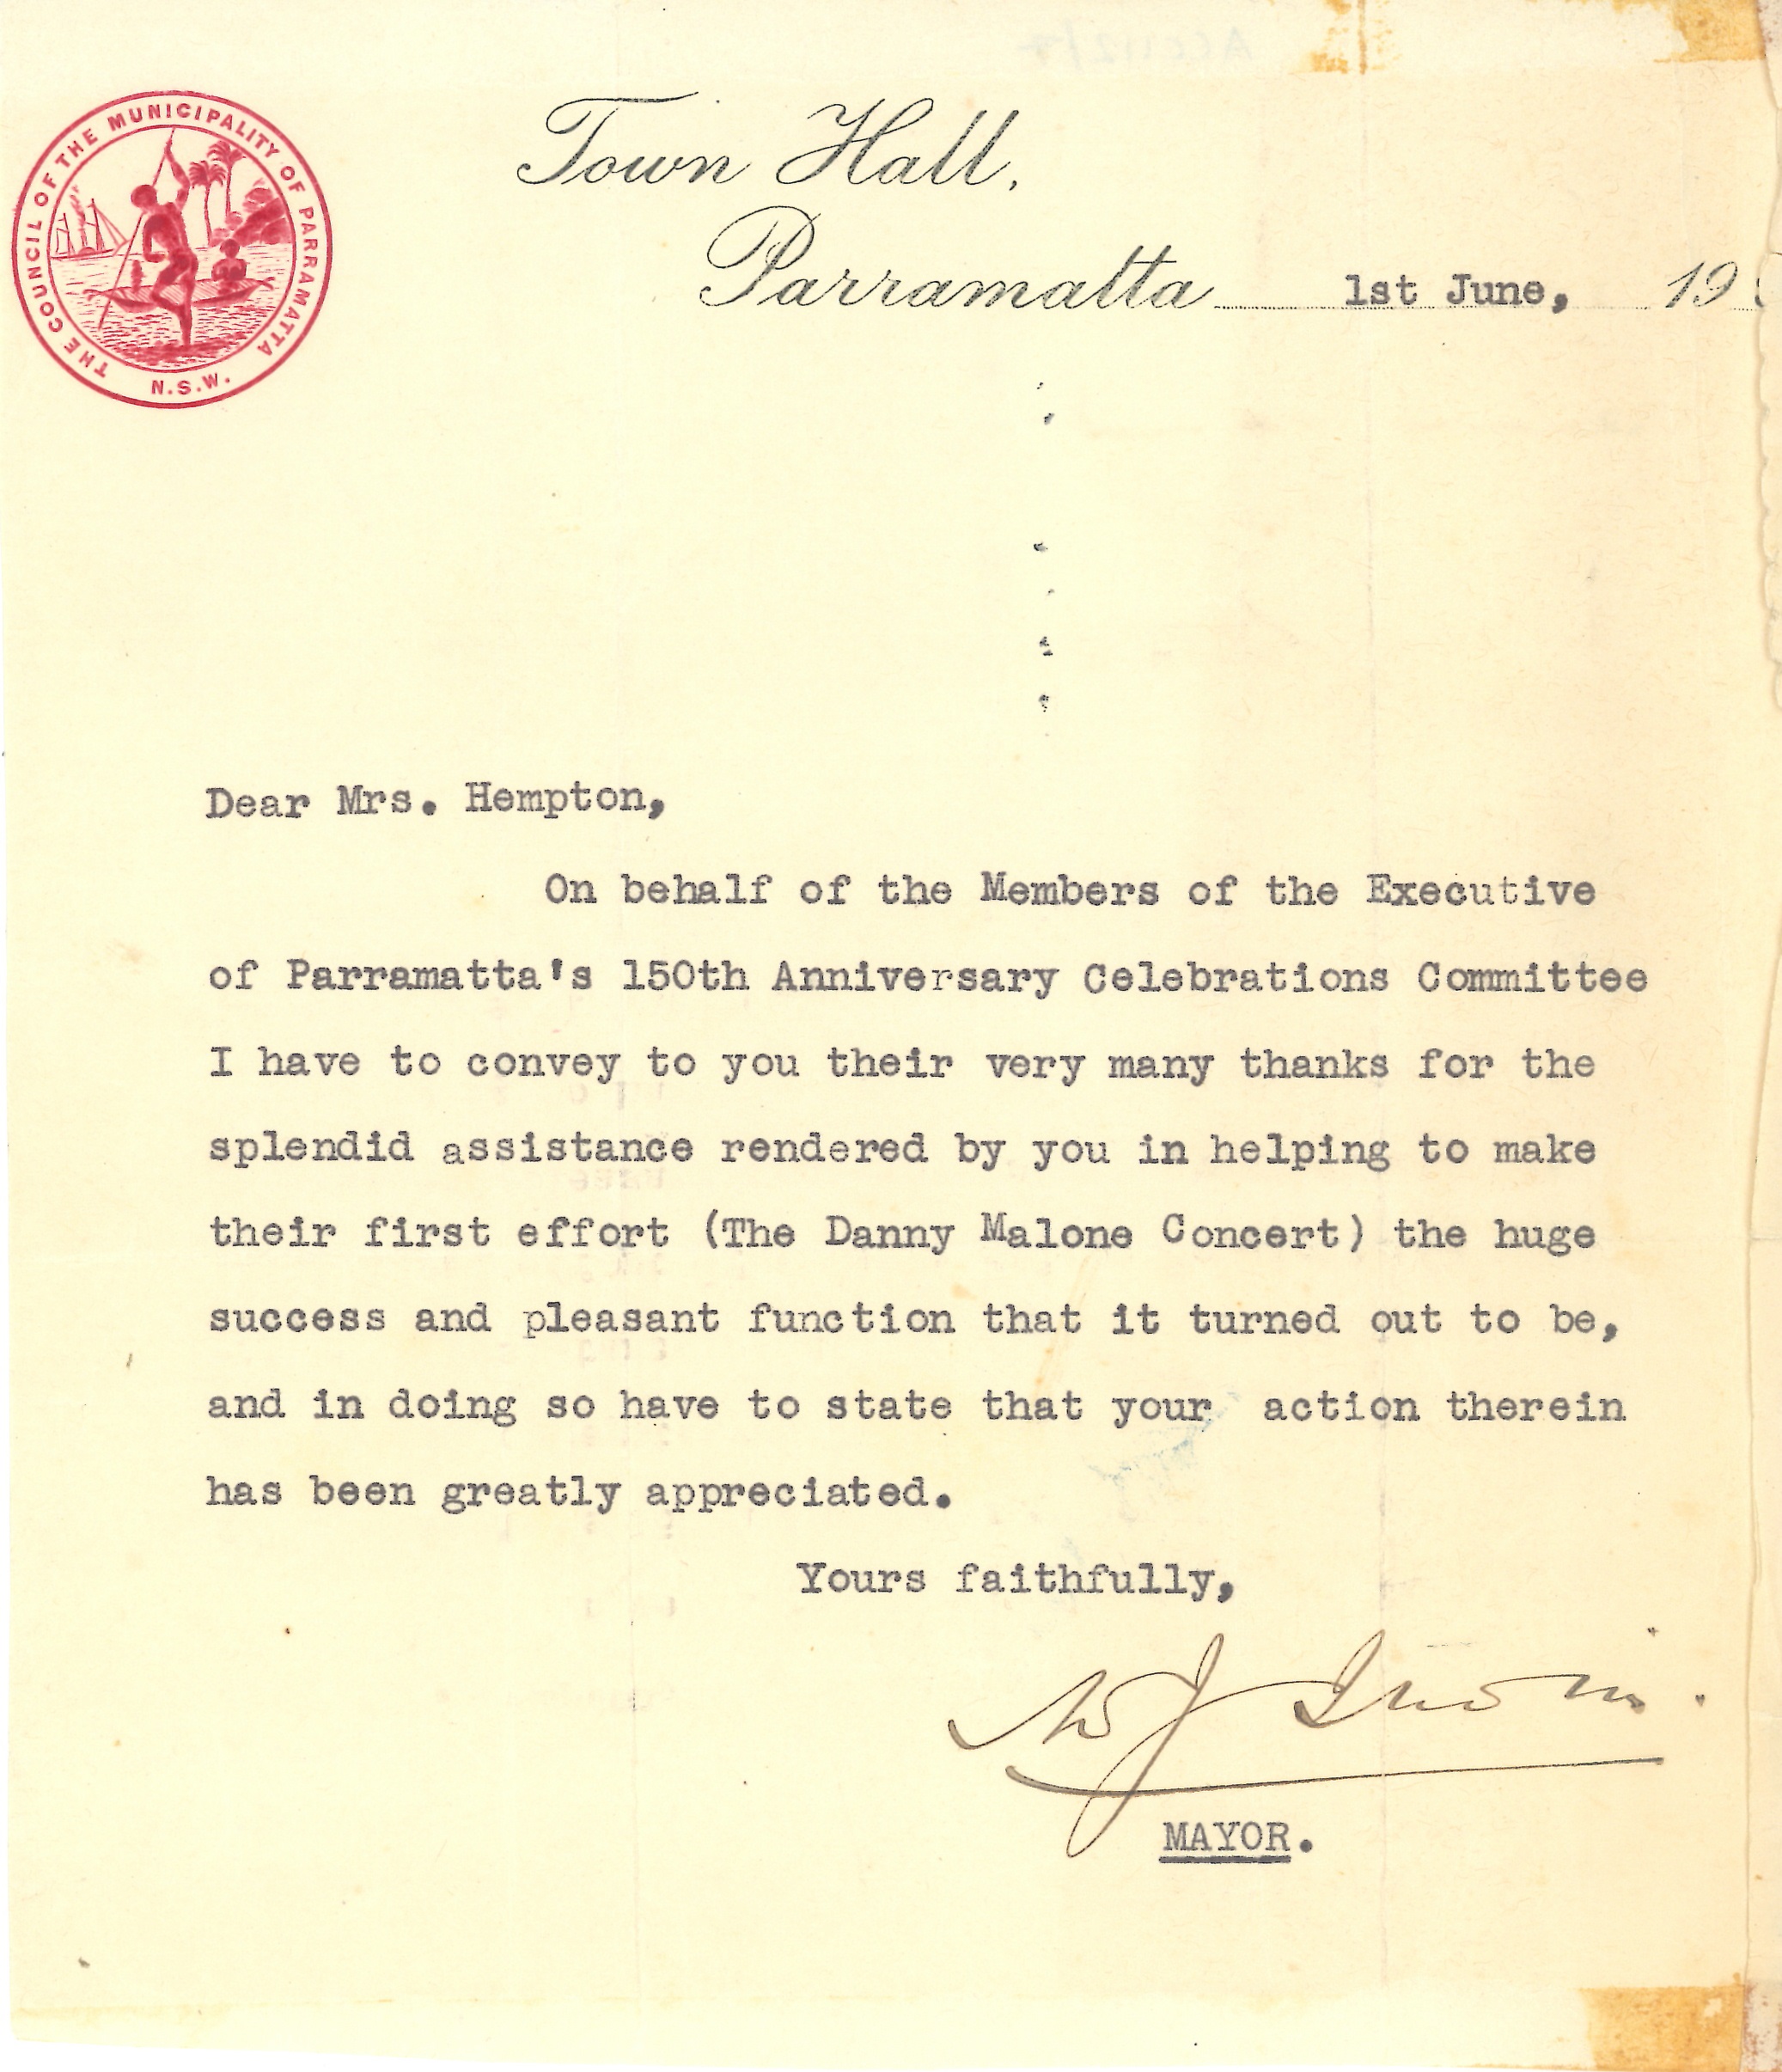 THE COUNCIL OF THE MUNICIPALITY OF PARRAMATTA
N.S.W.
Town Hall.
Parramatta 1st June, 19
Dear Mrs. Hempton,
On behalf of the Members of the Executive
of Parramatta's 150th Anniversary Celebrations Committee
I have to convey to you their very many thanks for the
splendid assistance rendered by you in helping to make
their first effort (The Danny Malone Concert) the huge
success and pleasant function that it turned out to be,
and in doing so have to state that your action therein
has been greatly appreciated.
Yours faithfully,
MAYOR.